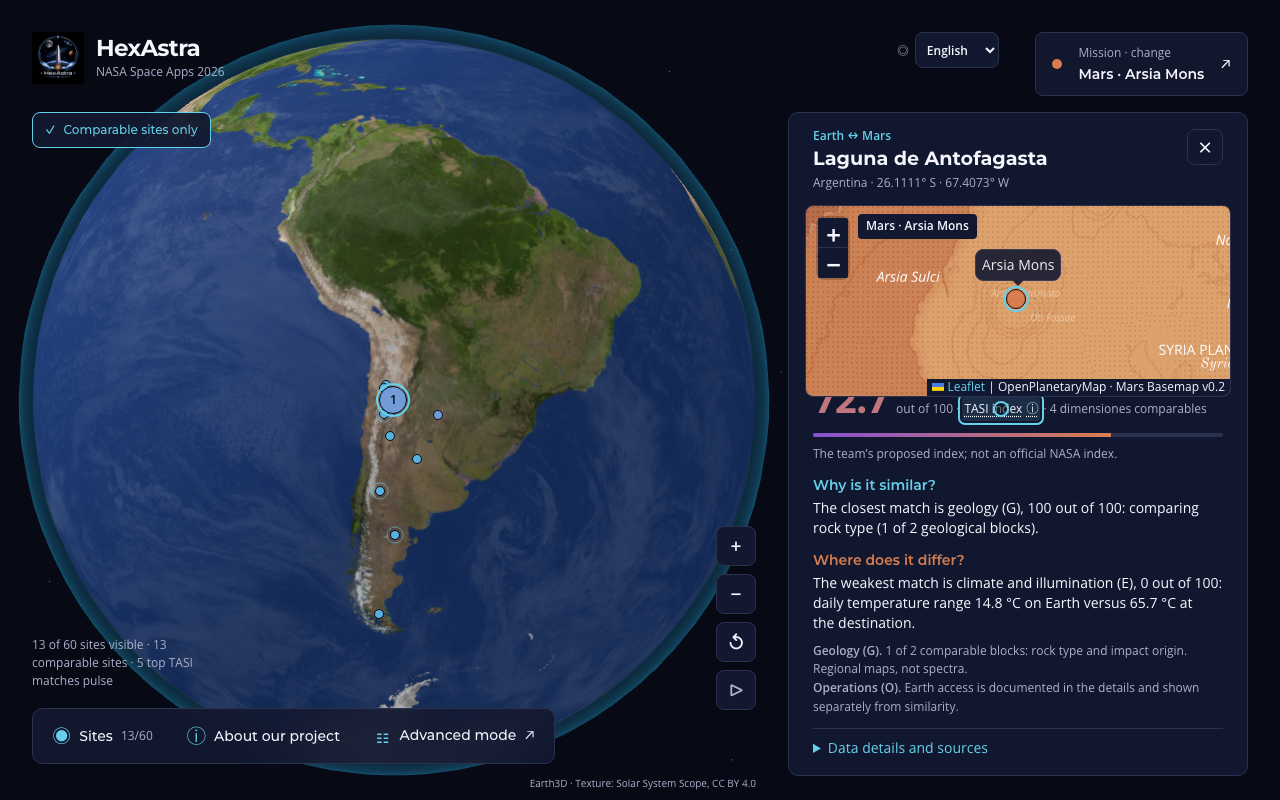 HexAstra
NASA Space Apps 2026
English
Mission · change
Mars · Arsia Mons ↗
✓ Comparable sites only
Earth ↔ Mars
Laguna de Antofagasta
Argentina · 26.1111° S · 67.4073° W
Mars · Arsia Mons
Arsia Sulci
Arsia Mons
Oti Fossae
SYRIA PLAN
Syri
Leaflet | OpenPlanetaryMap · Mars Basemap v0.2
72.7 out of 100 · TASI index ⓘ · 4 dimensiones comparables
The team’s proposed index; not an official NASA index.
Why is it similar?
The closest match is geology (G), 100 out of 100: comparing
rock type (1 of 2 geological blocks).
Where does it differ?
The weakest match is climate and illumination (E), 0 out of 100:
daily temperature range 14.8 °C on Earth versus 65.7 °C at
the destination.
Geology (G). 1 of 2 comparable blocks: rock type and impact origin.
Regional maps, not spectra.
Operations (O). Earth access is documented in the details and shown
separately from similarity.
Data details and sources
1
13 of 60 sites visible · 13
comparable sites · 5 top TASI
matches pulse
Sites 13/60
About our project
Advanced mode ↗
Earth3D · Texture: Solar System Scope, CC BY 4.0